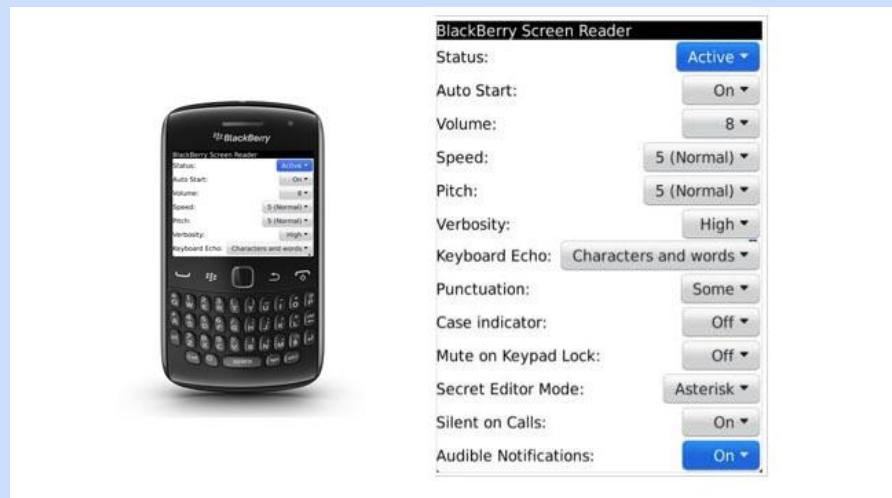 BlackBerry
BlackBerry Screen Reader
Status: Active
Auto Start: On
Volume: 8
Speed: 5 (Normal)
Pitch: 5 (Normal)
Verbosity: High
Keyboard Echo: Characters and words
BlackBerry Screen Reader
Status: Active
Auto Start: On
Volume: 8
Speed: 5 (Normal)
Pitch: 5 (Normal)
Verbosity: High
Keyboard Echo: Characters and words
Punctuation: Some
Case indicator: Off
Mute on Keypad Lock: Off
Secret Editor Mode: Asterisk
Silent on Calls: On
Audible Notifications: On